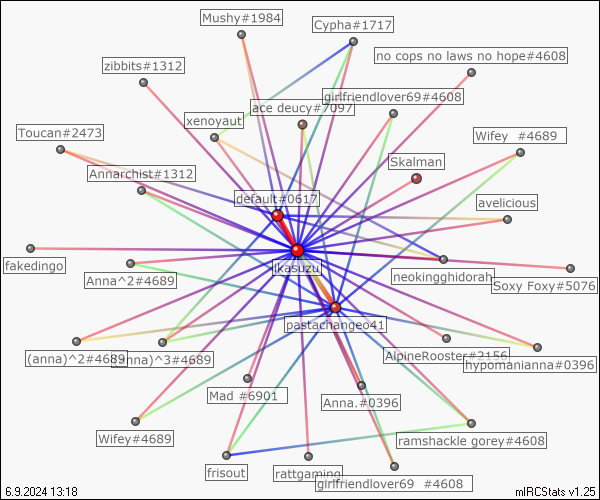 Mushy#1984
Cypha#1717
no cops no laws no hope#4608
zibbits#1312
girlfriendlover69#4608
ace deucy#7097
xenoyaut
Toucan#2473
Wifey #4689
Skalman
Annarchist#1312
default#0617
avelicious
ikasuzu
fakedingo
Anna^2#4689
neokingghidorah
Soxy Foxy#5076
pastachangeo41
(anna)^2#4689
(anna)^3#4689
AlpineRooster#2156
hypomanianna#0396
Mad #6901
Anna.#0396
Wifey#4689
ramshackle gorey#4608
frisout
rattgaming
girlfriendlover69 #4608
6.9.2024 13:18
mIRCStats v1.25